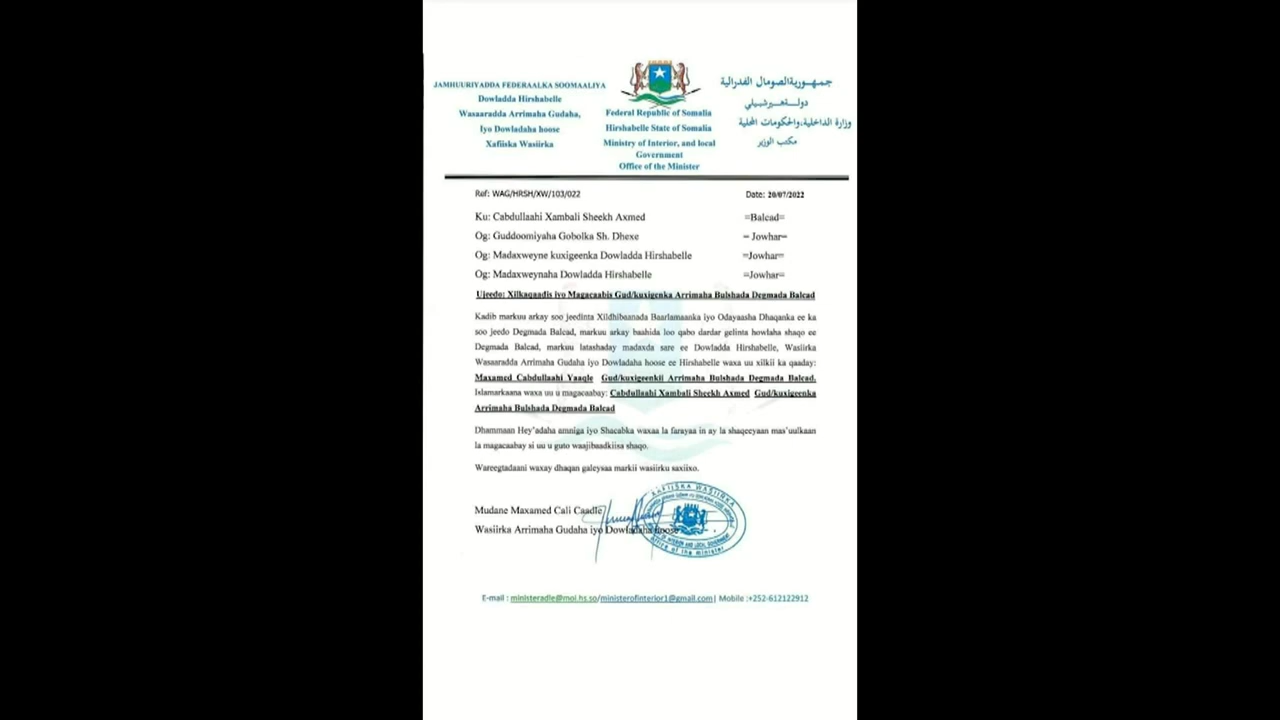 JAMHUURIYADDA FEDERAALKA SOOMAALIYA
Dowladda Hirshabelle
Wasaaradda Arrimaha Gudaha,
Iyo Dowladaha hoose
Xafiiska Wasiirka
Federal Republic of Somalia
Hirshabelle State of Somalia
Ministry of Interior, and local
Government
Office of the Minister
جمهورية الصومال الفدرالية
دولة هيرشبيلي
وزارة الداخلية، والحكومات المحلية
مكتب الوزير
Ref: WAG/HRSH/XW/103/022 Date: 20/07/2022
Ku: Cabdullaahi Xambali Sheekh Axmed =Balcad=
Og: Guddoomiyaha Gobolka Sh. Dhexe = Jowhar=
Og: Madaxweyne kuxigeenka Dowladda Hirshabelle =Jowhar=
Og: Madaxweynaha Dowladda Hirshabelle =Jowhar=
Ujeedo: Xilkaqaadis iyo Magacaabis Gud/kuxigenka Arrimaha Bulshada Degmada Balcad
Kadib markuu arkay soo jeedinta Xildhibaanada Baarlamaanka iyo Odayaasha Dhaqanka ee ka
soo jeedo Degmada Balcad, markuu arkay baahida loo qabo dardar gelinta howlaha shaqo ee
Degmada Balcad, markuu latashaday madaxda sare ee Dowladda Hirshabelle, Wasiirka
Wasaaradda Arrimaha Gudaha iyo Dowladaha hoose ee Hirshabelle waxa uu xilkii ka qaaday:
Maxamed Cabdullaahi Yaaqle Gud/kuxigeenkii Arrimaha Bulshada Degmada Balcad.
Islamarkaana waxa uu u magacaabay: Cabdullaahi Xambali Sheekh Axmed Gud/kuxigeenka
Arrimaha Bulshada Degmada Balcad
Dhammaan Hey'adaha amniga iyo Shacabka waxaa la farayaa in ay la shaqeeyaan mas'uulkaan
la magacaabay si uu u guto waajibaadkiisa shaqo.
Wareegtadaani waxay dhaqan galeysaa markii wasiirku saxiixo.
Mudane Maxamed Cali Caadle
Wasiirka Arrimaha Gudaha iyo Dowladaha hoose
XAFIISKA WASIIRKA
OF INTERIOR AND LOCAL GOVERNMENT
Office of the minister
E-mail : ministeradle@moi.hs.so/ministerofinterior1@gmail.com| Mobile :+252-612122912